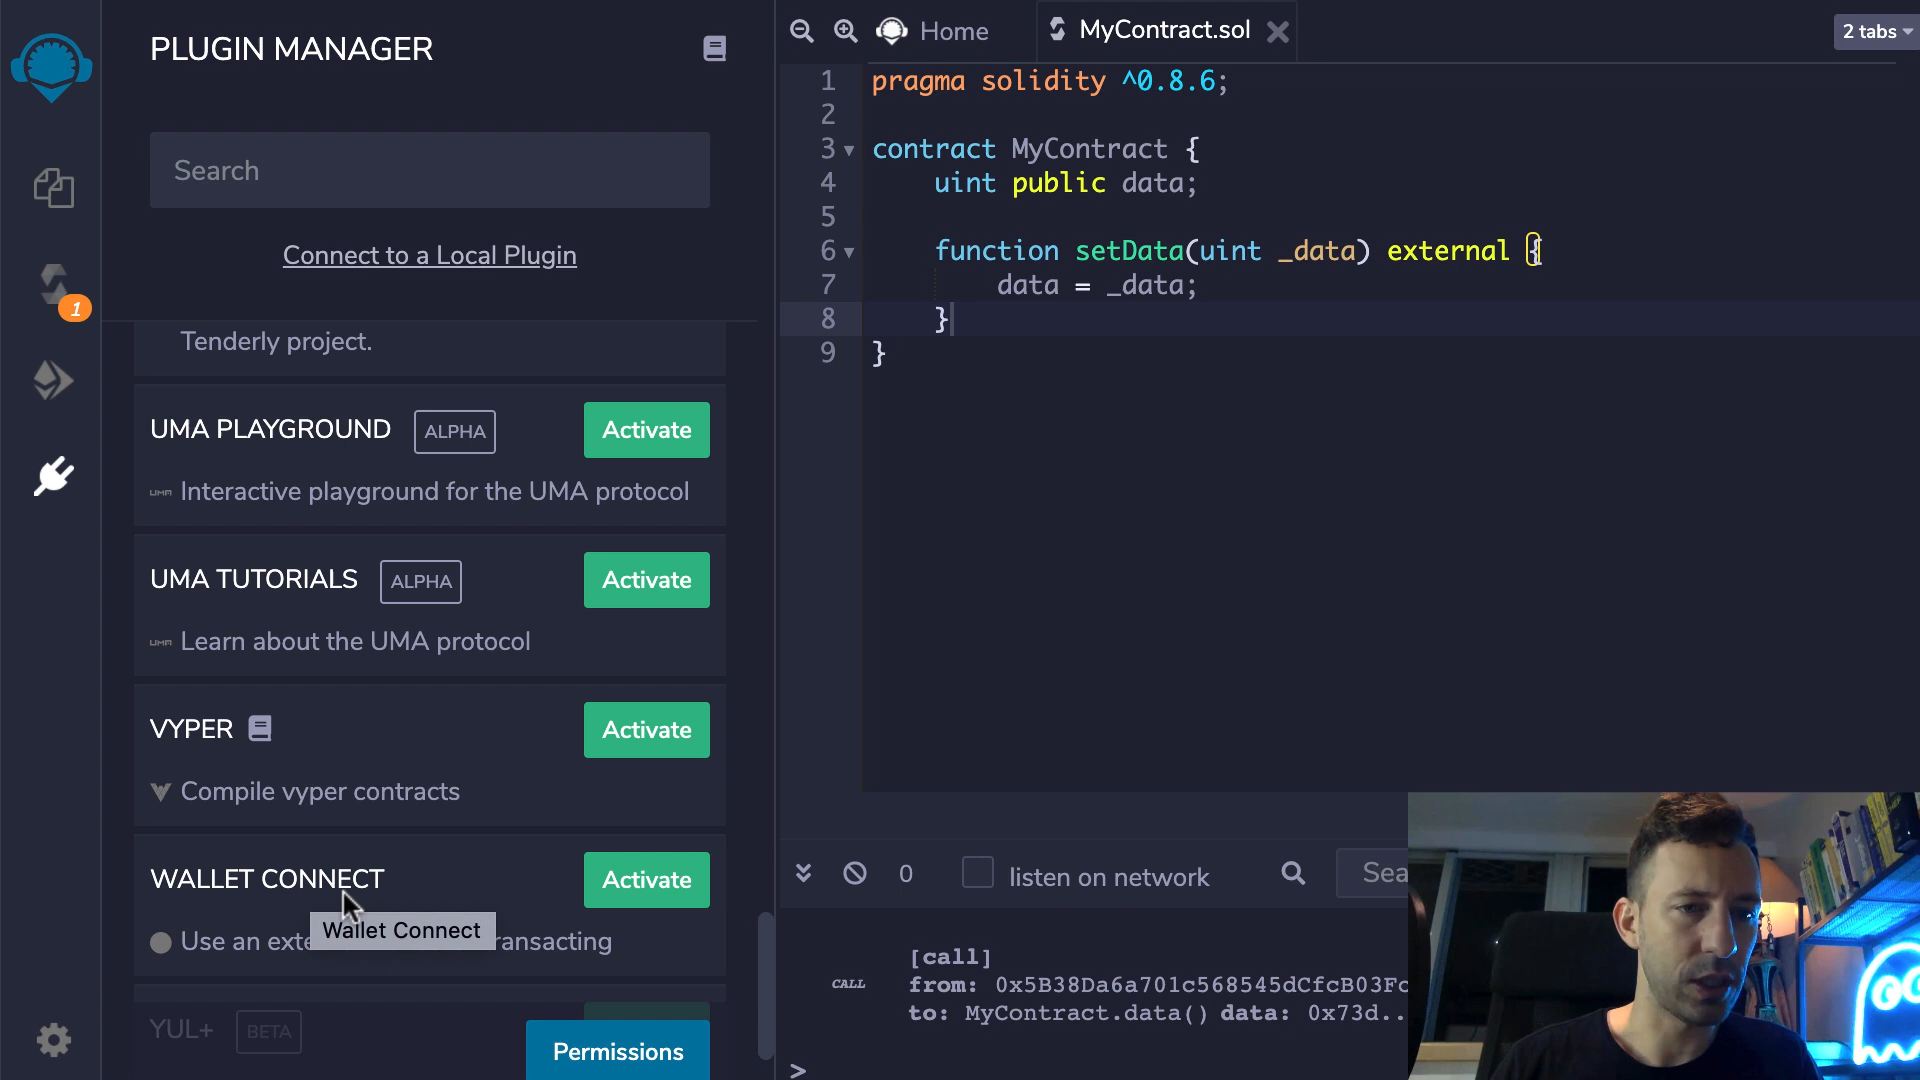 PLUGIN MANAGER
Search
Connect to a Local Plugin
1
Tenderly project.
UMA PLAYGROUND ALPHA Activate
Interactive playground for the UMA protocol
UMA TUTORIALS ALPHA Activate
Learn about the UMA protocol
VYPER Activate
Compile vyper contracts
WALLET CONNECT Activate
Wallet Connect
Use an ransacting
YUL+ BETA
Permissions
Home MyContract.sol 2 tabs
1 pragma solidity ^0.8.6;
2
3 contract MyContract {
4 uint public data;
5
6 function setData(uint _data) external {
7 data = _data;
8 }
9 }
0 listen on network Sea
[call]
CALL from: 0x5B38Da6a701c568545dCfcB03Fc
to: MyContract.data() data: 0x73d..
>